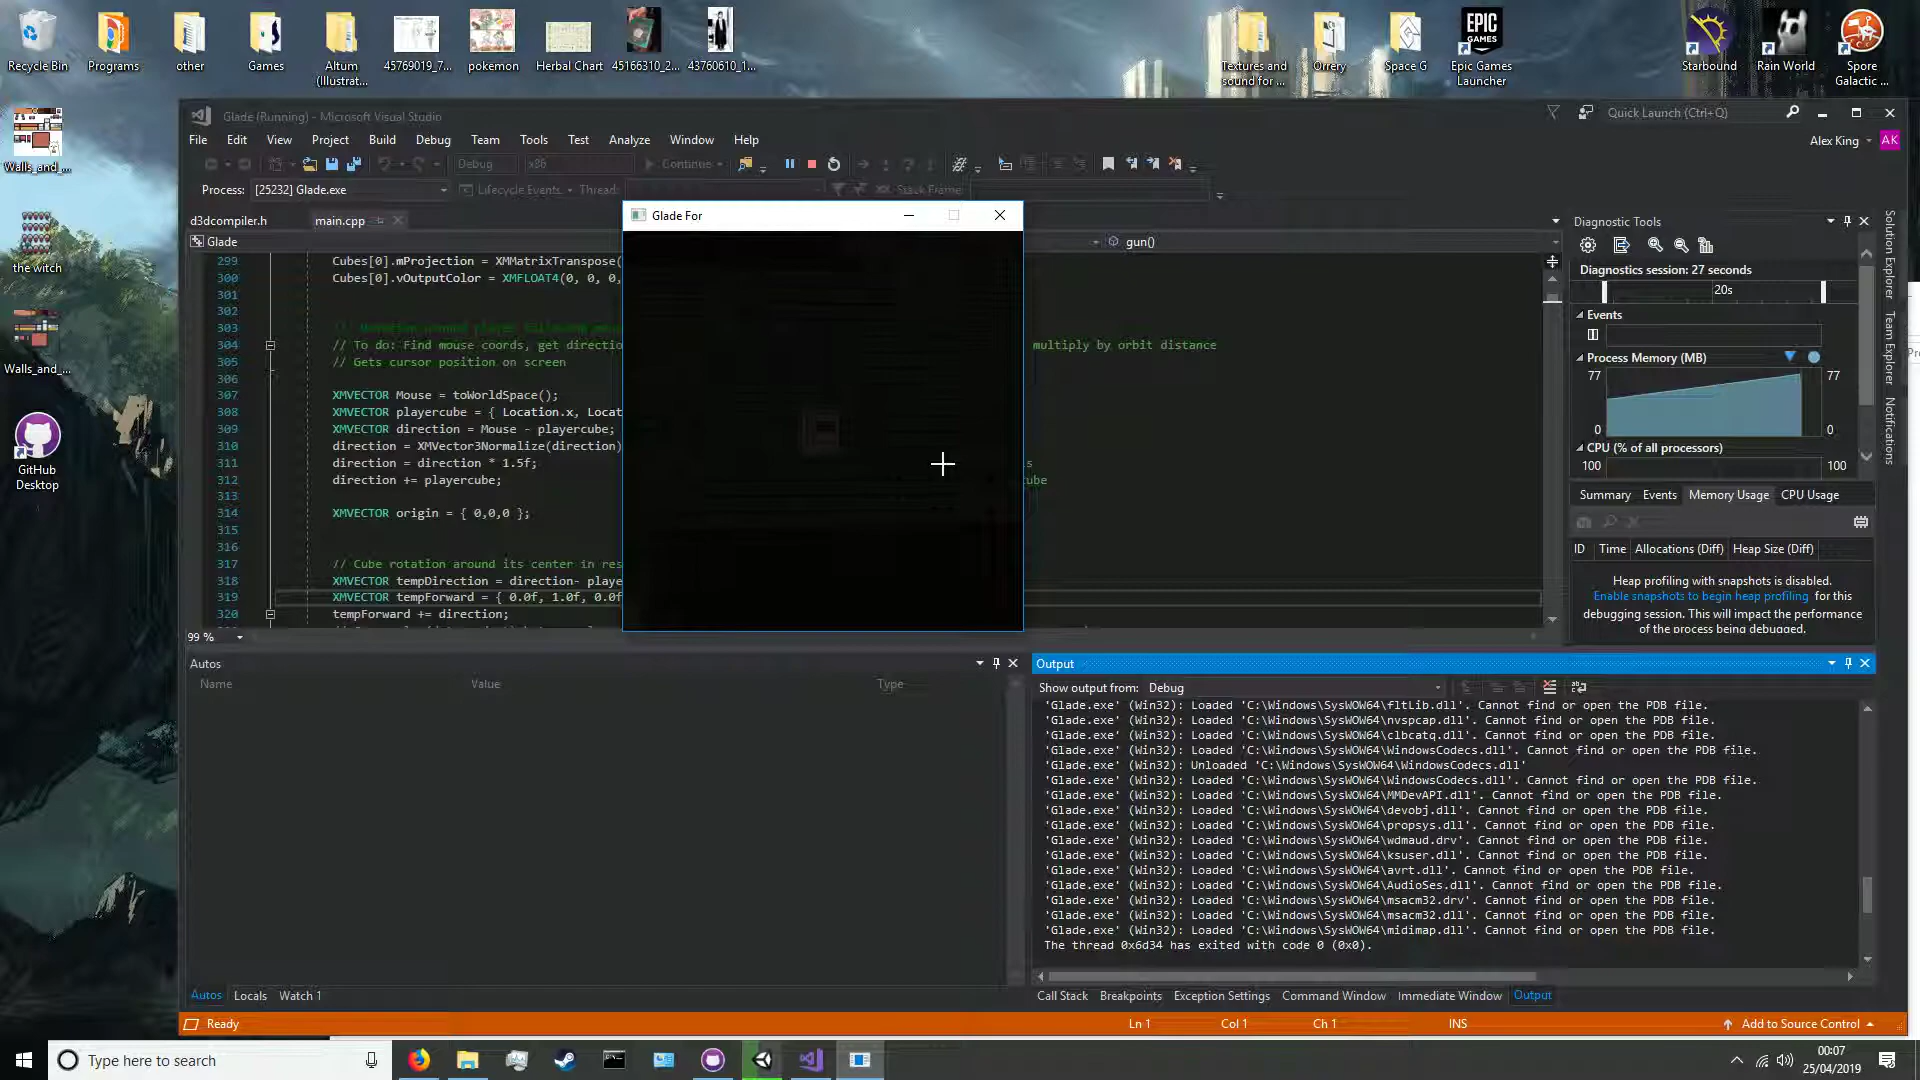 Recycle Bin
Programs
other
Games
Altum
(Illustrat...
45769019_7...
pokemon
Herbal Chart
45166310_2...
43760610_1...
Textures and
sound for ...
Orrery
Space G
EPIC
GAMES
Epic Games
Launcher
Starbound
Rain World
Spore
Galactic ...
Walls_and_...
the witch
Walls_and_...
GitHub
Desktop
Glade (Running) - Microsoft Visual Studio
Quick Launch (Ctrl+Q)
File Edit View Project Build Debug Team Tools Test Analyze Window Help
Alex King AK
Debug x86 Continue
Process: [25232] Glade.exe Lifecycle Events Thread: Stack Frame:
d3dcompiler.h main.cpp
Glade
gun()
Glade For
299 Cubes[0].mProjection = XMMatrixTranspose(
300 Cubes[0].vOutputColor = XMFLOAT4(0, 0, 0,
301
302
303
304 // To do: Find mouse coords, get directio multiply by orbit distance
305 // Gets cursor position on screen
306
307 XMVECTOR Mouse = toWorldSpace();
308 XMVECTOR playercube = { Location.x, Locat
309 XMVECTOR direction = Mouse - playercube;
310 direction = XMVector3Normalize(direction)
311 direction = direction * 1.5f;
312 direction += playercube;
313
314 XMVECTOR origin = { 0,0,0 };
315
316
317 // Cube rotation around its center in res
318 XMVECTOR tempDirection = direction- playe
319 XMVECTOR tempForward = { 0.0f, 1.0f, 0.0f
320 tempForward += direction;
99 %
Diagnostic Tools
Diagnostics session: 27 seconds
20s
Events
Process Memory (MB)
77 77
0 0
CPU (% of all processors)
100 100
Summary Events Memory Usage CPU Usage
ID Time Allocations (Diff) Heap Size (Diff)
Heap profiling with snapshots is disabled.
Enable snapshots to begin heap profiling for this
debugging session. This will impact the performance
of the process being debugged.
Solution Explorer
Team Explorer
Notifications
Autos
Name Value Type
Autos Locals Watch 1
Output
Show output from: Debug
'Glade.exe' (Win32): Loaded 'C:\Windows\SysWOW64\fltLib.dll'. Cannot find or open the PDB file.
'Glade.exe' (Win32): Loaded 'C:\Windows\SysWOW64\nvspcap.dll'. Cannot find or open the PDB file.
'Glade.exe' (Win32): Loaded 'C:\Windows\SysWOW64\clbcatq.dll'. Cannot find or open the PDB file.
'Glade.exe' (Win32): Loaded 'C:\Windows\SysWOW64\WindowsCodecs.dll'. Cannot find or open the PDB file.
'Glade.exe' (Win32): Unloaded 'C:\Windows\SysWOW64\WindowsCodecs.dll'
'Glade.exe' (Win32): Loaded 'C:\Windows\SysWOW64\WindowsCodecs.dll'. Cannot find or open the PDB file.
'Glade.exe' (Win32): Loaded 'C:\Windows\SysWOW64\MMDevAPI.dll'. Cannot find or open the PDB file.
'Glade.exe' (Win32): Loaded 'C:\Windows\SysWOW64\devobj.dll'. Cannot find or open the PDB file.
'Glade.exe' (Win32): Loaded 'C:\Windows\SysWOW64\propsys.dll'. Cannot find or open the PDB file.
'Glade.exe' (Win32): Loaded 'C:\Windows\SysWOW64\wdmaud.drv'. Cannot find or open the PDB file.
'Glade.exe' (Win32): Loaded 'C:\Windows\SysWOW64\ksuser.dll'. Cannot find or open the PDB file.
'Glade.exe' (Win32): Loaded 'C:\Windows\SysWOW64\avrt.dll'. Cannot find or open the PDB file.
'Glade.exe' (Win32): Loaded 'C:\Windows\SysWOW64\AudioSes.dll'. Cannot find or open the PDB file.
'Glade.exe' (Win32): Loaded 'C:\Windows\SysWOW64\msacm32.drv'. Cannot find or open the PDB file.
'Glade.exe' (Win32): Loaded 'C:\Windows\SysWOW64\msacm32.dll'. Cannot find or open the PDB file.
'Glade.exe' (Win32): Loaded 'C:\Windows\SysWOW64\midimap.dll'. Cannot find or open the PDB file.
The thread 0x6d34 has exited with code 0 (0x0).
Call Stack Breakpoints Exception Settings Command Window Immediate Window Output
Ready Ln 1 Col 1 Ch 1 INS Add to Source Control
Type here to search
00:07
25/04/2019